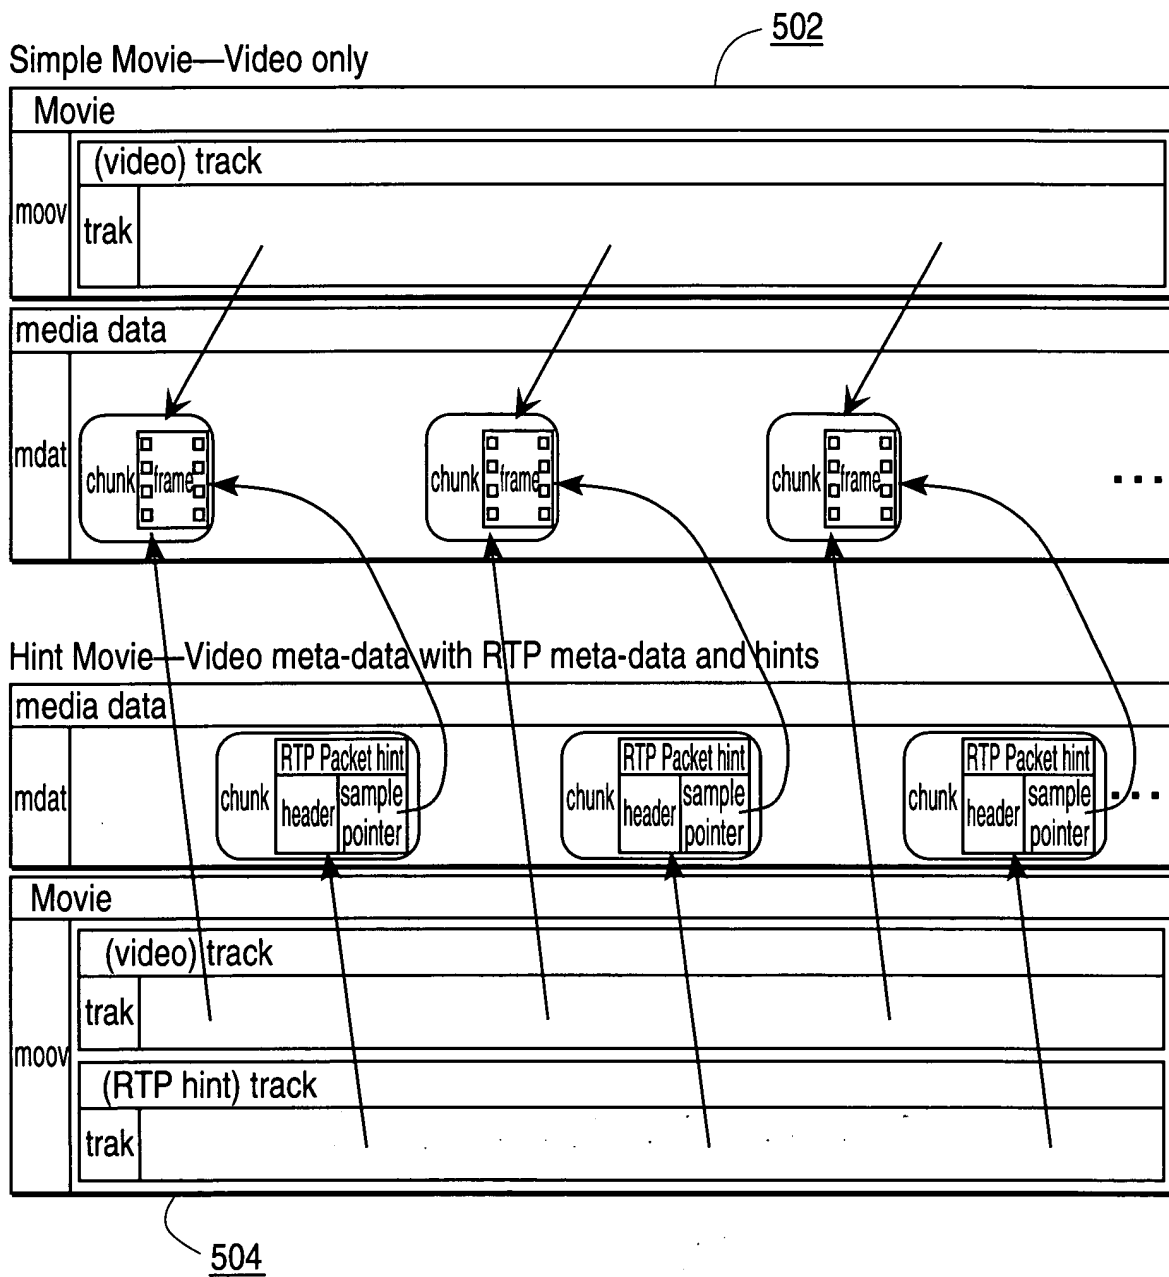 502
Simple Movie—Video only
Movie
(video) track
moov
trak
media data
mdat
chunk frame
chunk frame
chunk frame
...
Hint Movie—Video meta-data with RTP meta-data and hints
media data
mdat
chunk
RTP Packet hint
header
sample
pointer
chunk
RTP Packet hint
header
sample
pointer
chunk
RTP Packet hint
header
sample
pointer
...
Movie
(video) track
trak
moov
(RTP hint) track
trak
504